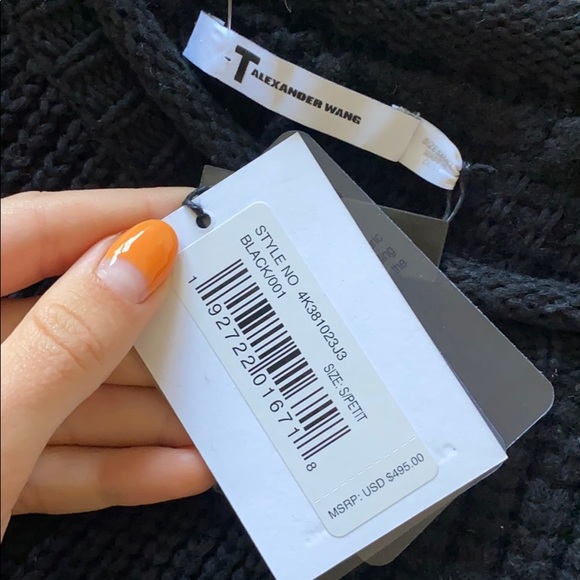 T
ALEXANDER WANG
STYLE NO 4K381023J3
BLACK/001
SIZE: S/PETIT
1 92722 01671 8
MSRP: USD $495.00